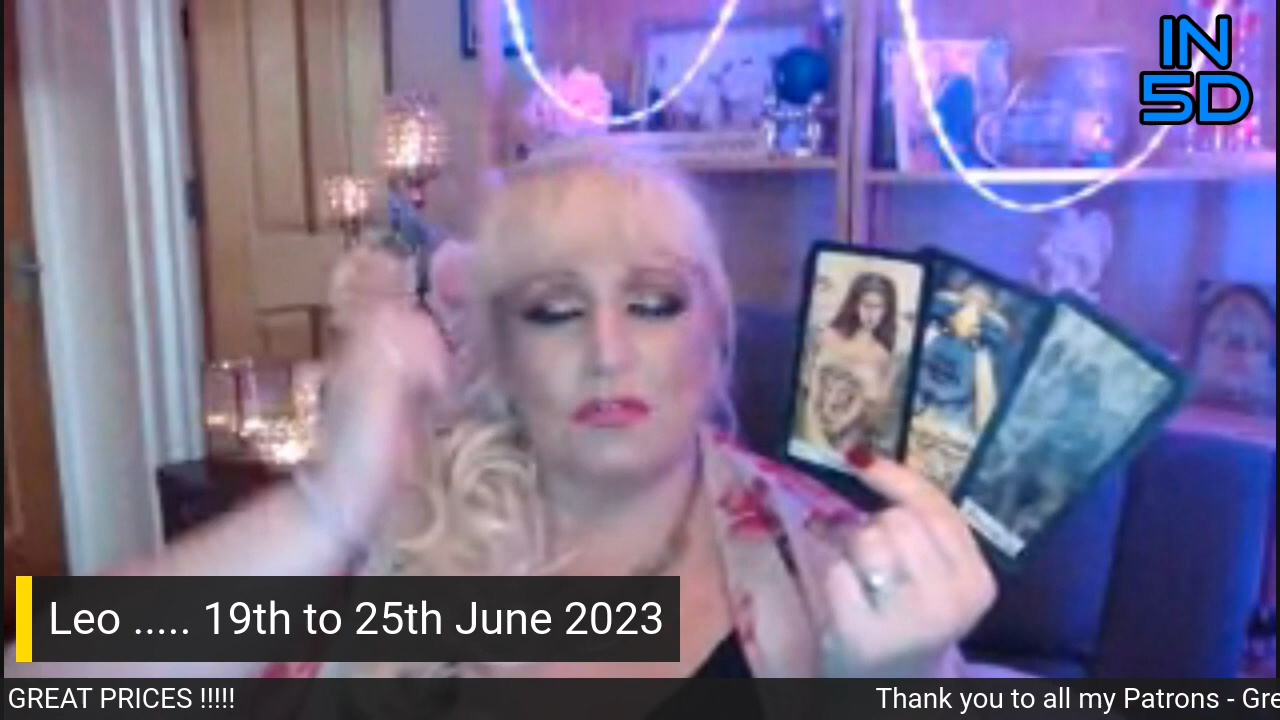 IN
5D
Leo ..... 19th to 25th June 2023
GREAT PRICES !!!!!
Thank you to all my Patrons - Gre